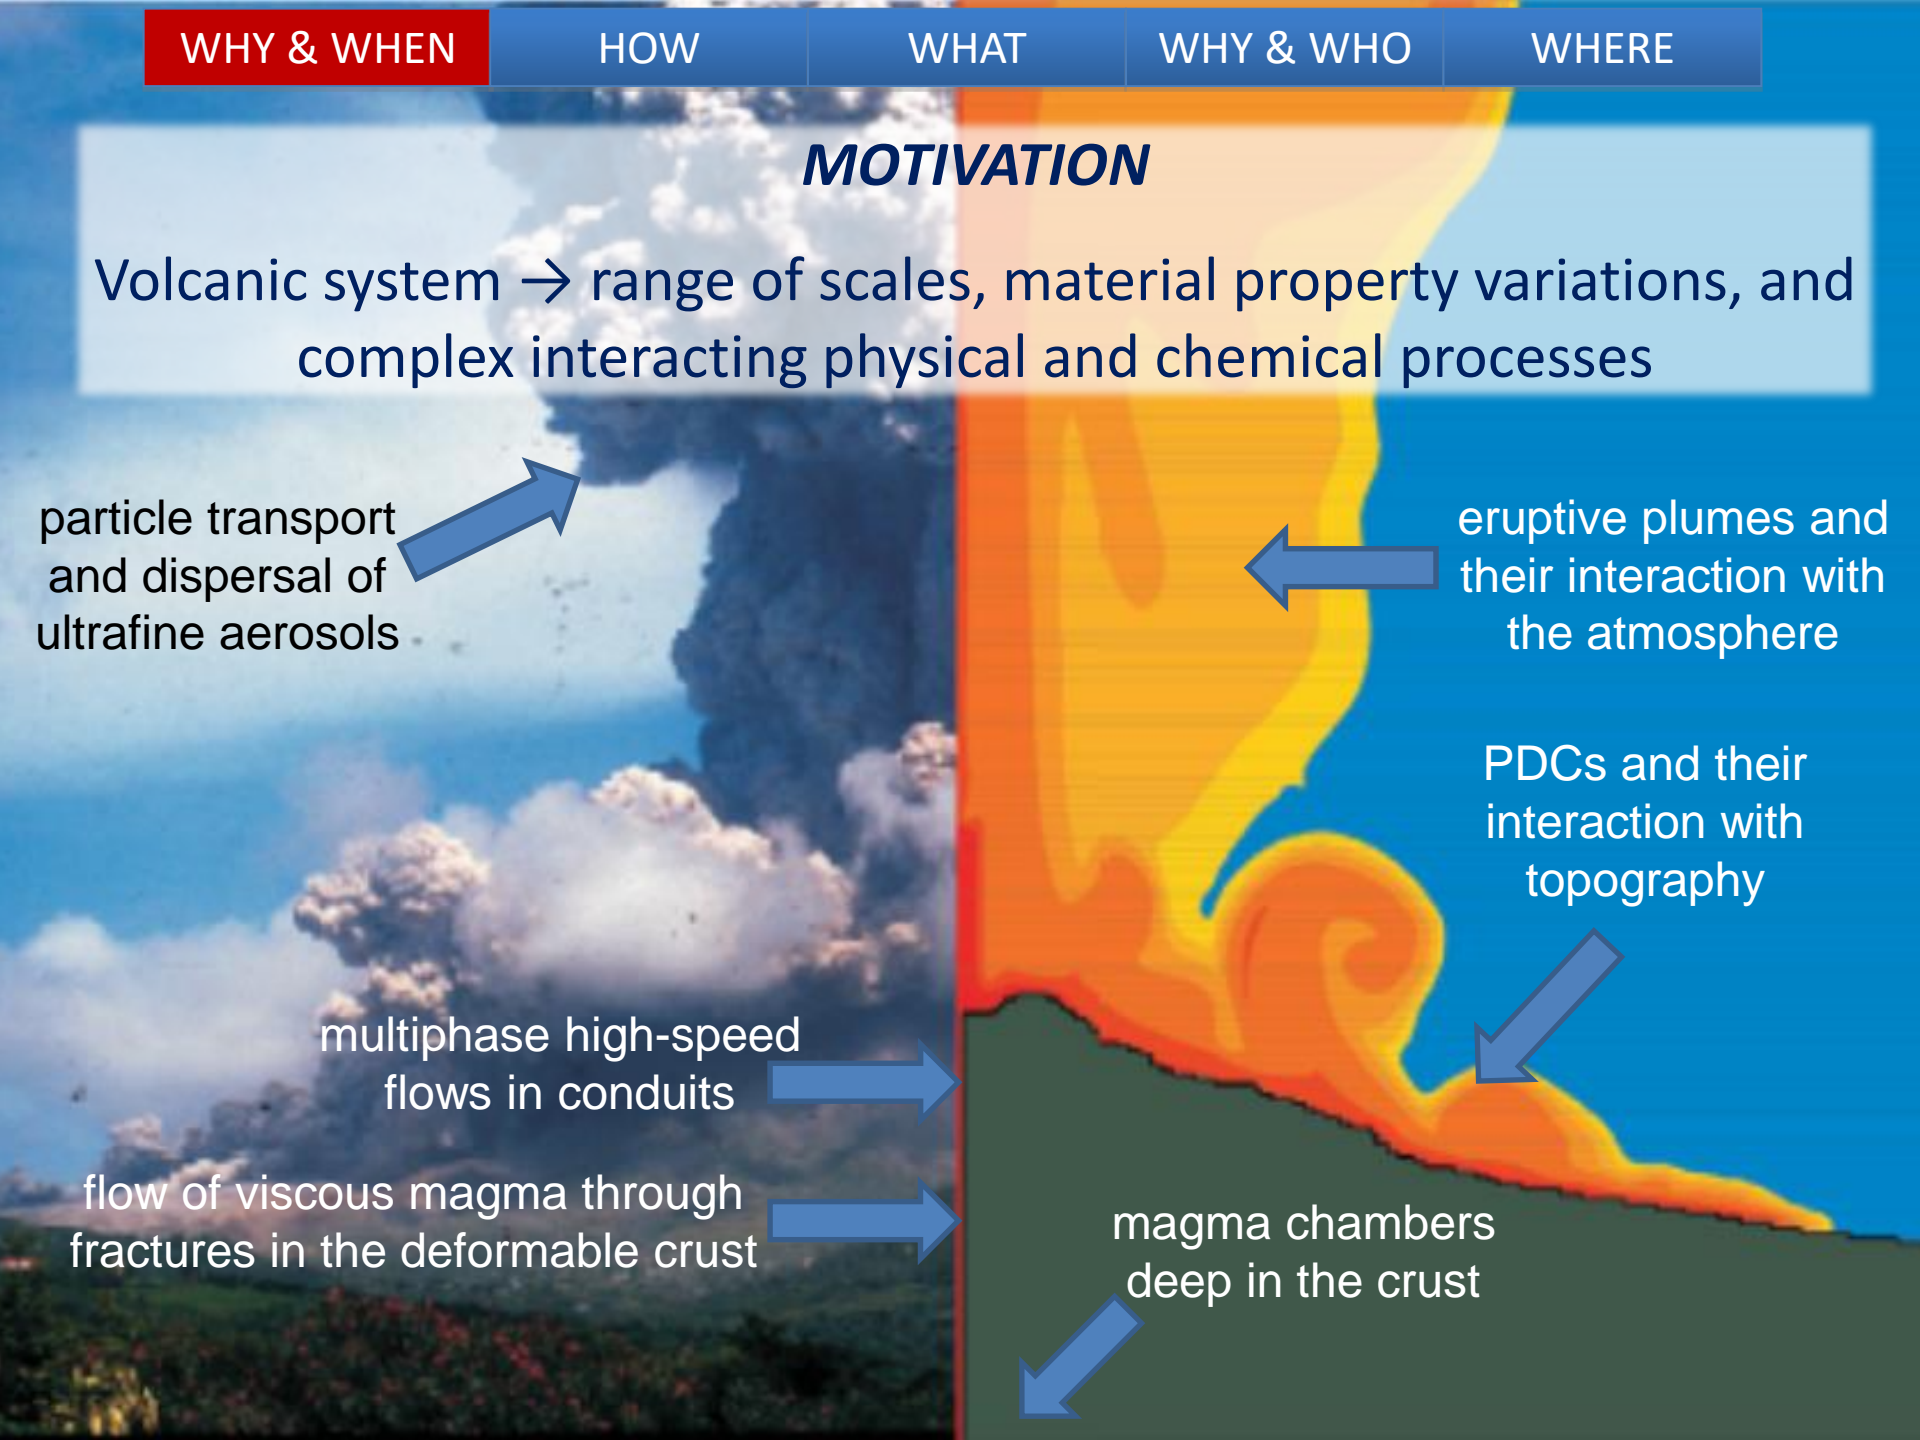 WHY & WHEN
HOW
WHAT
WHY & WHO
WHERE
MOTIVATION
Volcanic system → range of scales, material property variations, and
complex interacting physical and chemical processes
particle transport
and dispersal of
ultrafine aerosols
eruptive plumes and
their interaction with
the atmosphere
PDCs and their
interaction with
topography
multiphase high-speed
flows in conduits
flow of viscous magma through
fractures in the deformable crust
magma chambers
deep in the crust